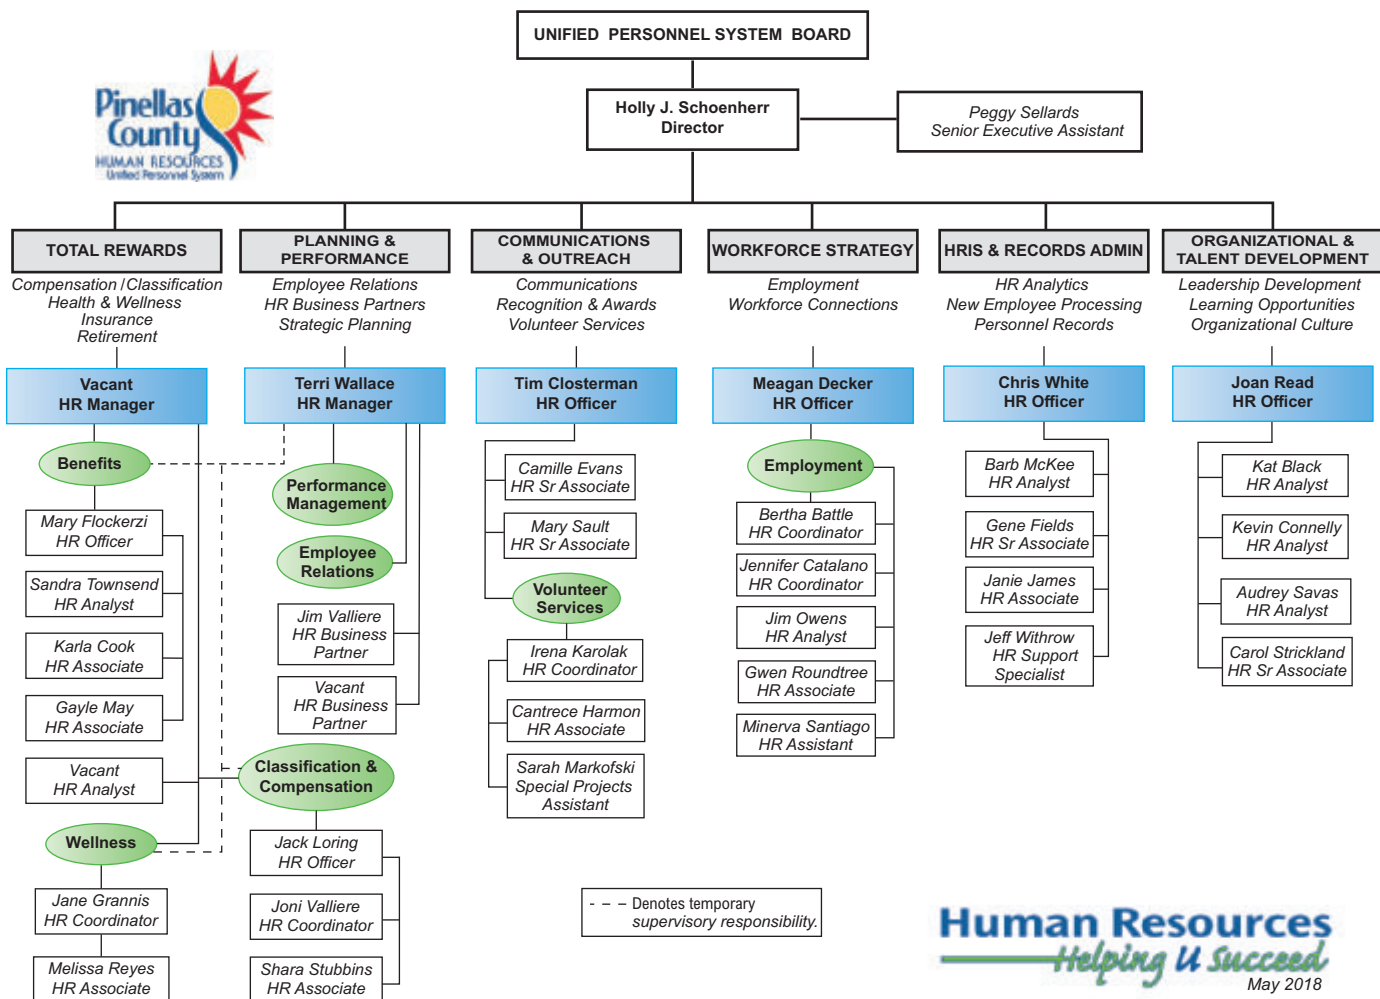 UNIFIED PERSONNEL SYSTEM BOARD
Pinellas
County
HUMAN RESOURCES
Unified Personnel System
Holly J. Schoenherr
Director
Peggy Sellards
Senior Executive Assistant
TOTAL REWARDS
Compensation / Classification
Health & Wellness
Insurance
Retirement
Vacant
HR Manager
Benefits
Mary Flockerzi
HR Officer
Sandra Townsend
HR Analyst
Karla Cook
HR Associate
Gayle May
HR Associate
Vacant
HR Analyst
Wellness
Jane Grannis
HR Coordinator
Melissa Reyes
HR Associate
PLANNING &
PERFORMANCE
Employee Relations
HR Business Partners
Strategic Planning
Terri Wallace
HR Manager
Performance
Management
Employee
Relations
Jim Valliere
HR Business
Partner
Vacant
HR Business
Partner
Classification &
Compensation
Jack Loring
HR Officer
Joni Valliere
HR Coordinator
Shara Stubbins
HR Associate
COMMUNICATIONS
& OUTREACH
Communications
Recognition & Awards
Volunteer Services
Tim Closterman
HR Officer
Camille Evans
HR Sr Associate
Mary Sault
HR Sr Associate
Volunteer
Services
Irena Karolak
HR Coordinator
Cantrece Harmon
HR Associate
Sarah Markofski
Special Projects
Assistant
WORKFORCE STRATEGY
Employment
Workforce Connections
Meagan Decker
HR Officer
Employment
Bertha Battle
HR Coordinator
Jennifer Catalano
HR Coordinator
Jim Owens
HR Analyst
Gwen Roundtree
HR Associate
Minerva Santiago
HR Assistant
HRIS & RECORDS ADMIN
HR Analytics
New Employee Processing
Personnel Records
Chris White
HR Officer
Barb McKee
HR Analyst
Gene Fields
HR Sr Associate
Janie James
HR Associate
Jeff Withrow
HR Support
Specialist
ORGANIZATIONAL &
TALENT DEVELOPMENT
Leadership Development
Learning Opportunities
Organizational Culture
Joan Read
HR Officer
Kat Black
HR Analyst
Kevin Connelly
HR Analyst
Audrey Savas
HR Analyst
Carol Strickland
HR Sr Associate
- - - Denotes temporary
supervisory responsibility.
Human Resources
Helping U Succeed
May 2018